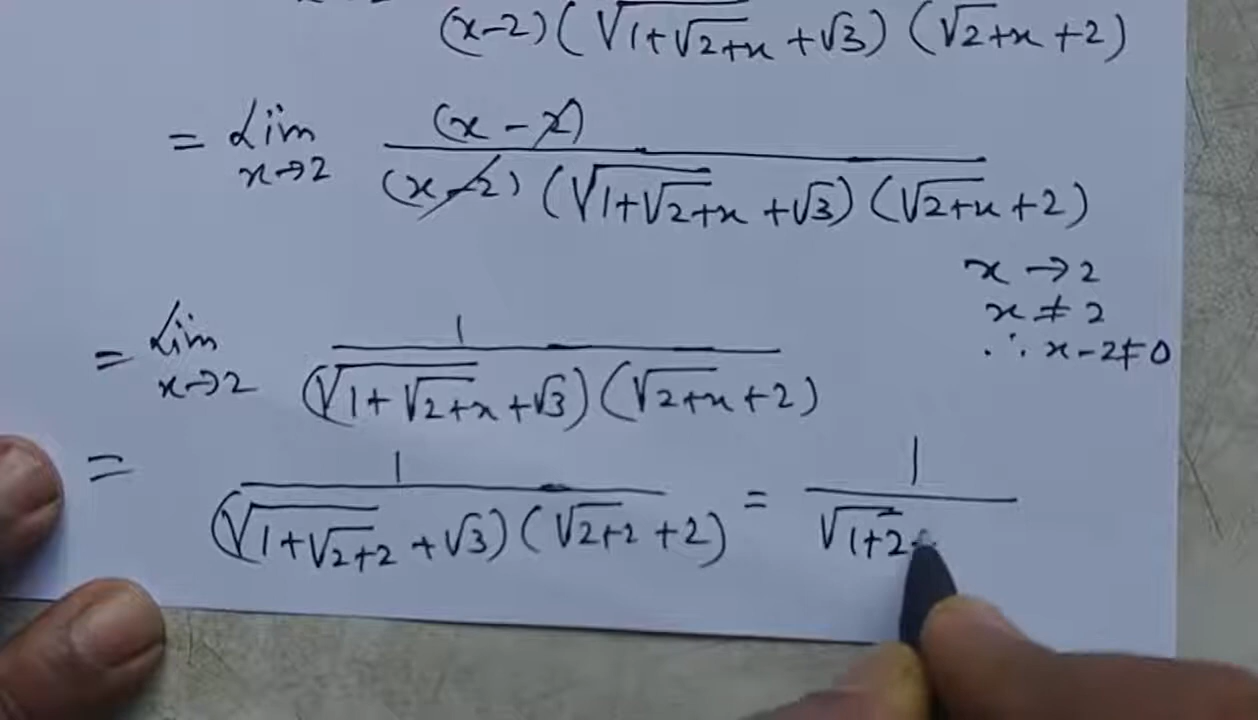 (x-2)(√1+√2+x +√3) (√2+x +2)
= Lim x→2 (x-2) / (x-2) (√1+√2+x +√3) (√2+x +2)
x → 2
x ≠ 2
∴ x-2≠0
= Lim x→2 1 / (√1+√2+x +√3) (√2+x +2)
= 1 / (√1+√2+2 +√3) (√2+2 +2) = 1 / √1+2